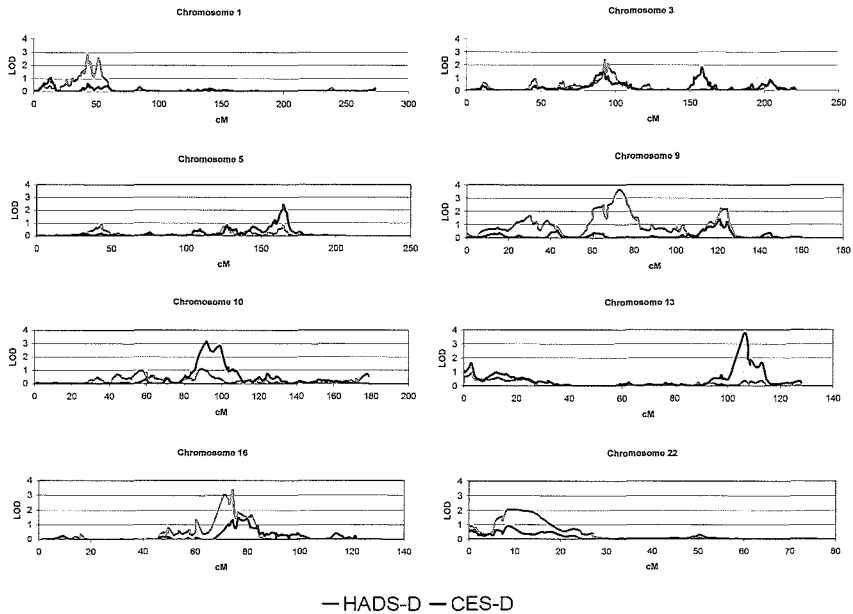 Chromosome 1
LOD
4
3
2
1
0
0 50 100 150 200 250 300
cM
Chromosome 3
LOD
4
3
2
1
0
0 50 100 150 200 250
cM
Chromosome 5
LOD
4
3
2
1
0
0 50 100 150 200 250
cM
Chromosome 9
LOD
4
3
2
1
0
0 20 40 60 80 100 120 140 160 180
cM
Chromosome 10
LOD
4
3
2
1
0
0 20 40 60 80 100 120 140 160 180 200
cM
Chromosome 13
LOD
4
3
2
1
0
0 20 40 60 80 100 120 140
cM
Chromosome 16
LOD
4
3
2
1
0
0 20 40 60 80 100 120 140
cM
Chromosome 22
LOD
4
3
2
1
0
0 10 20 30 40 50 60 70 80
cM
HADS-D CES-D